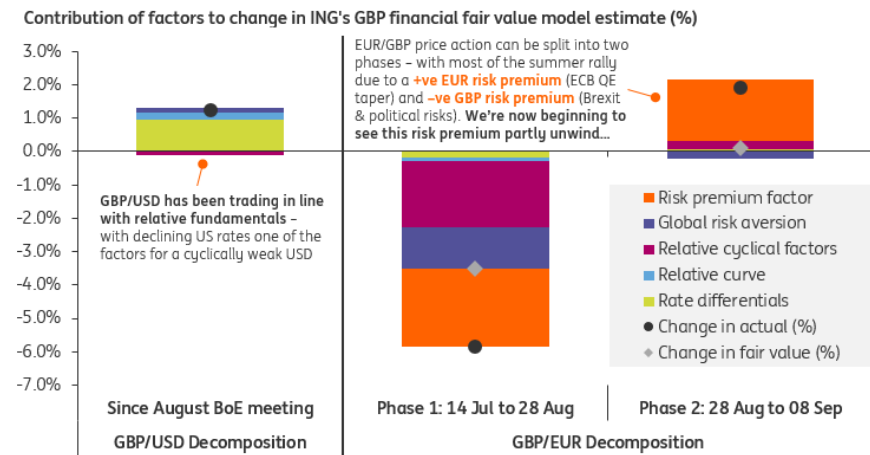 Contribution of factors to change in ING's GBP financial fair value model estimate (%)
3.0%
2.0%
1.0%
0.0%
-1.0%
-2.0%
-3.0%
-4.0%
-5.0%
-6.0%
-7.0%
GBP/USD has been trading in line
with relative fundamentals –
with declining US rates one of the
factors for a cyclically weak USD
EUR/GBP price action can be split into two
phases – with most of the summer rally
due to a +ve EUR risk premium (ECB QE
taper) and –ve GBP risk premium (Brexit
& political risks). We're now beginning to
see this risk premium partly unwind...
Risk premium factor
Global risk aversion
Relative cyclical factors
Relative curve
Rate differentials
Change in actual (%)
Change in fair value (%)
Since August BoE meeting
Phase 1: 14 Jul to 28 Aug
Phase 2: 28 Aug to 08 Sep
GBP/USD Decomposition
GBP/EUR Decomposition